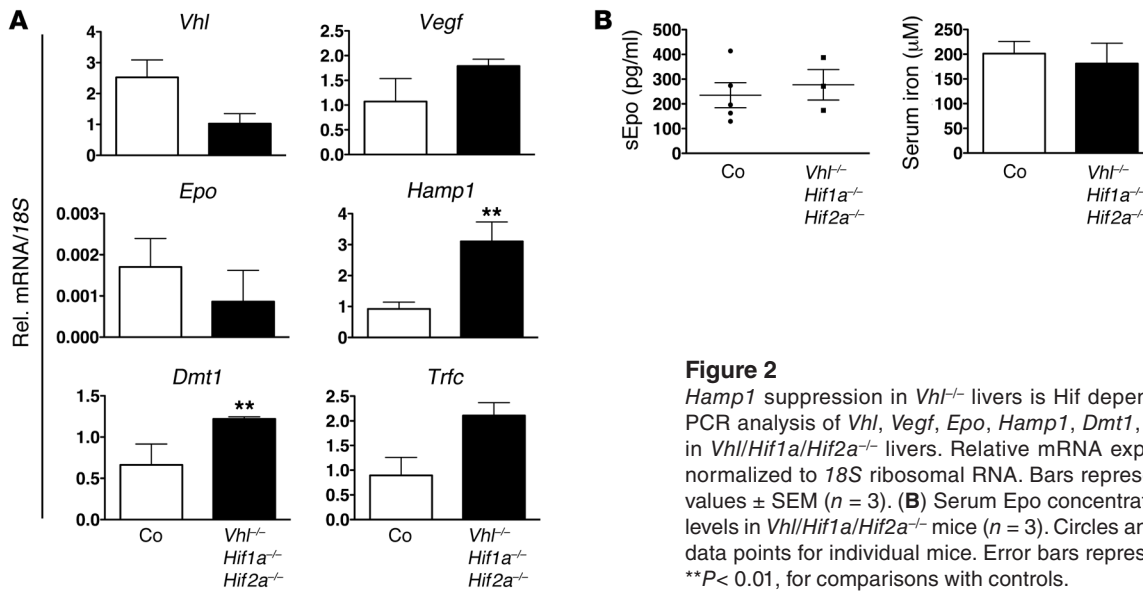 A
Vhl
Vegf
3
2
1
0
2.5
2.0
1.5
1.0
0.5
0.0
Epo
Hamp1
0.003
0.002
0.001
0.000
4
3
2
1
0
**
Dmt1
Trfc
1.5
1.0
0.5
0.0
**
2.5
2.0
1.5
1.0
0.5
0.0
Rel. mRNA/18S
4
Co
Vhl–/–
Hif1a–/–
Hif2a–/–
Co
Vhl–/–
Hif1a–/–
Hif2a–/–
B
sEpo (pg/ml)
500
400
300
200
100
0
Co
Vhl–/–
Hif1a–/–
Hif2a–/–
Serum iron (μM)
250
200
150
100
50
0
Co
Vhl–/–
Hif1a–/–
Hif2a–/–
Figure 2
Hamp1 suppression in Vhl–/– livers is Hif
PCR analysis of Vhl, Vegf, Epo, Hamp1, Dmt1,
in Vhl/Hif1a/Hif2a–/– livers. Relative mRNA
normalized to 18S ribosomal RNA. Bars
values ± SEM (n = 3). (B) Serum Epo
levels in Vhl/Hif1a/Hif2a–/– mice (n = 3). Circles
data points for individual mice. Error bars
**P< 0.01, for comparisons with controls.